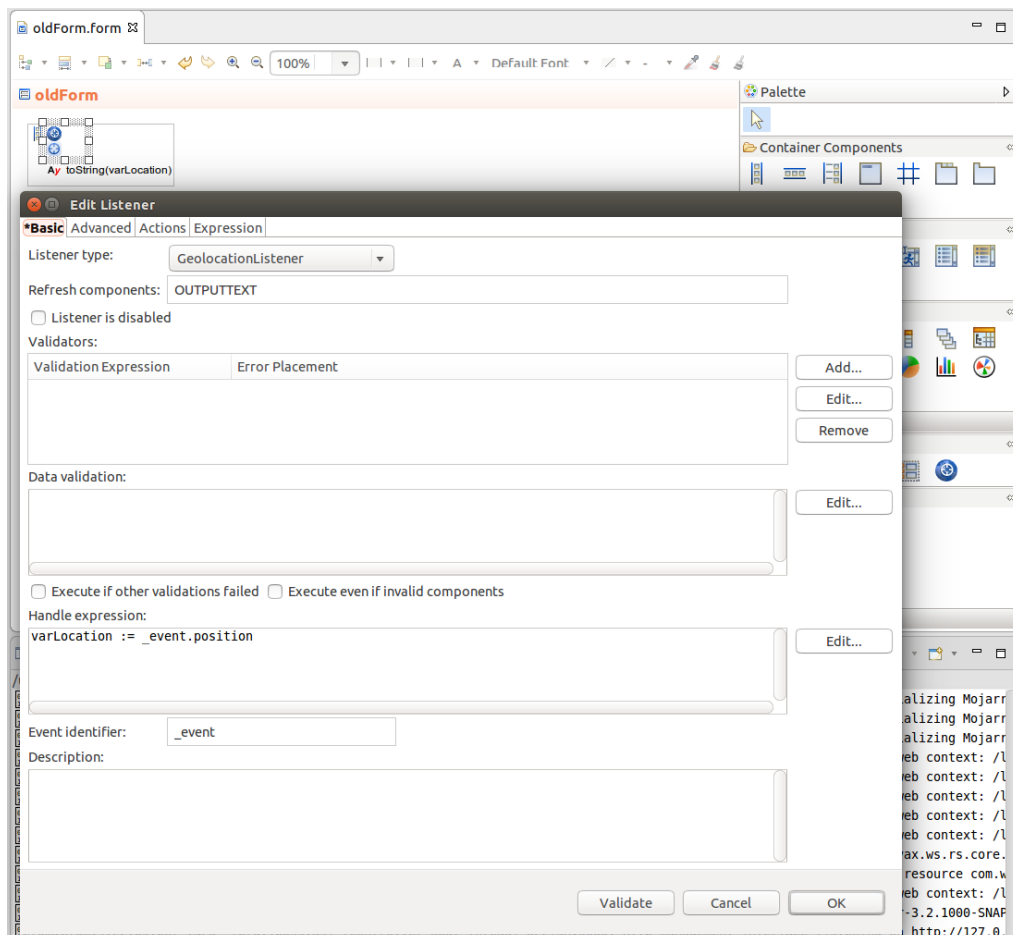 oldForm.form
100%
A
Default Font
oldForm
Palette
Container Components
Ay toString(varLocation)
Edit Listener
*Basic Advanced Actions Expression
Listener type: GeolocationListener
Refresh components: OUTPUTTEXT
Listener is disabled
Validators:
Validation Expression Error Placement
Add...
Edit...
Remove
Data validation:
Edit...
Execute if other validations failed Execute even if invalid components
Handle expression:
varLocation := _event.position
Edit...
Event identifier: _event
Description:
Validate Cancel OK
alizing Mojarr
alizing Mojarr
alizing Mojarr
web context: /l
web context: /l
web context: /l
web context: /l
web context: /l
ax.ws.rs.core.
resource com.w
web context: /l
-3.2.1000-SNAP
http://127.0.